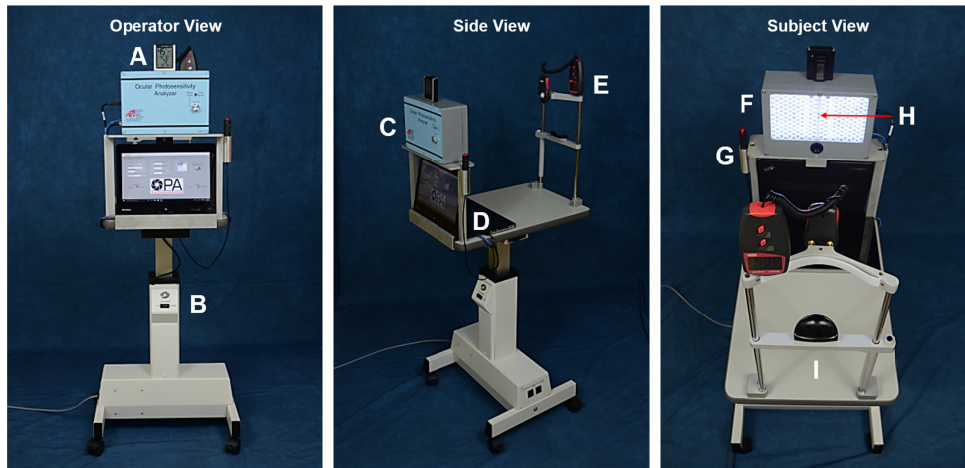 Operator View
Side View
Subject View
A
Ocular Photosensitivity
Analyzer
OPA
B
C
D
E
F
G
H
I